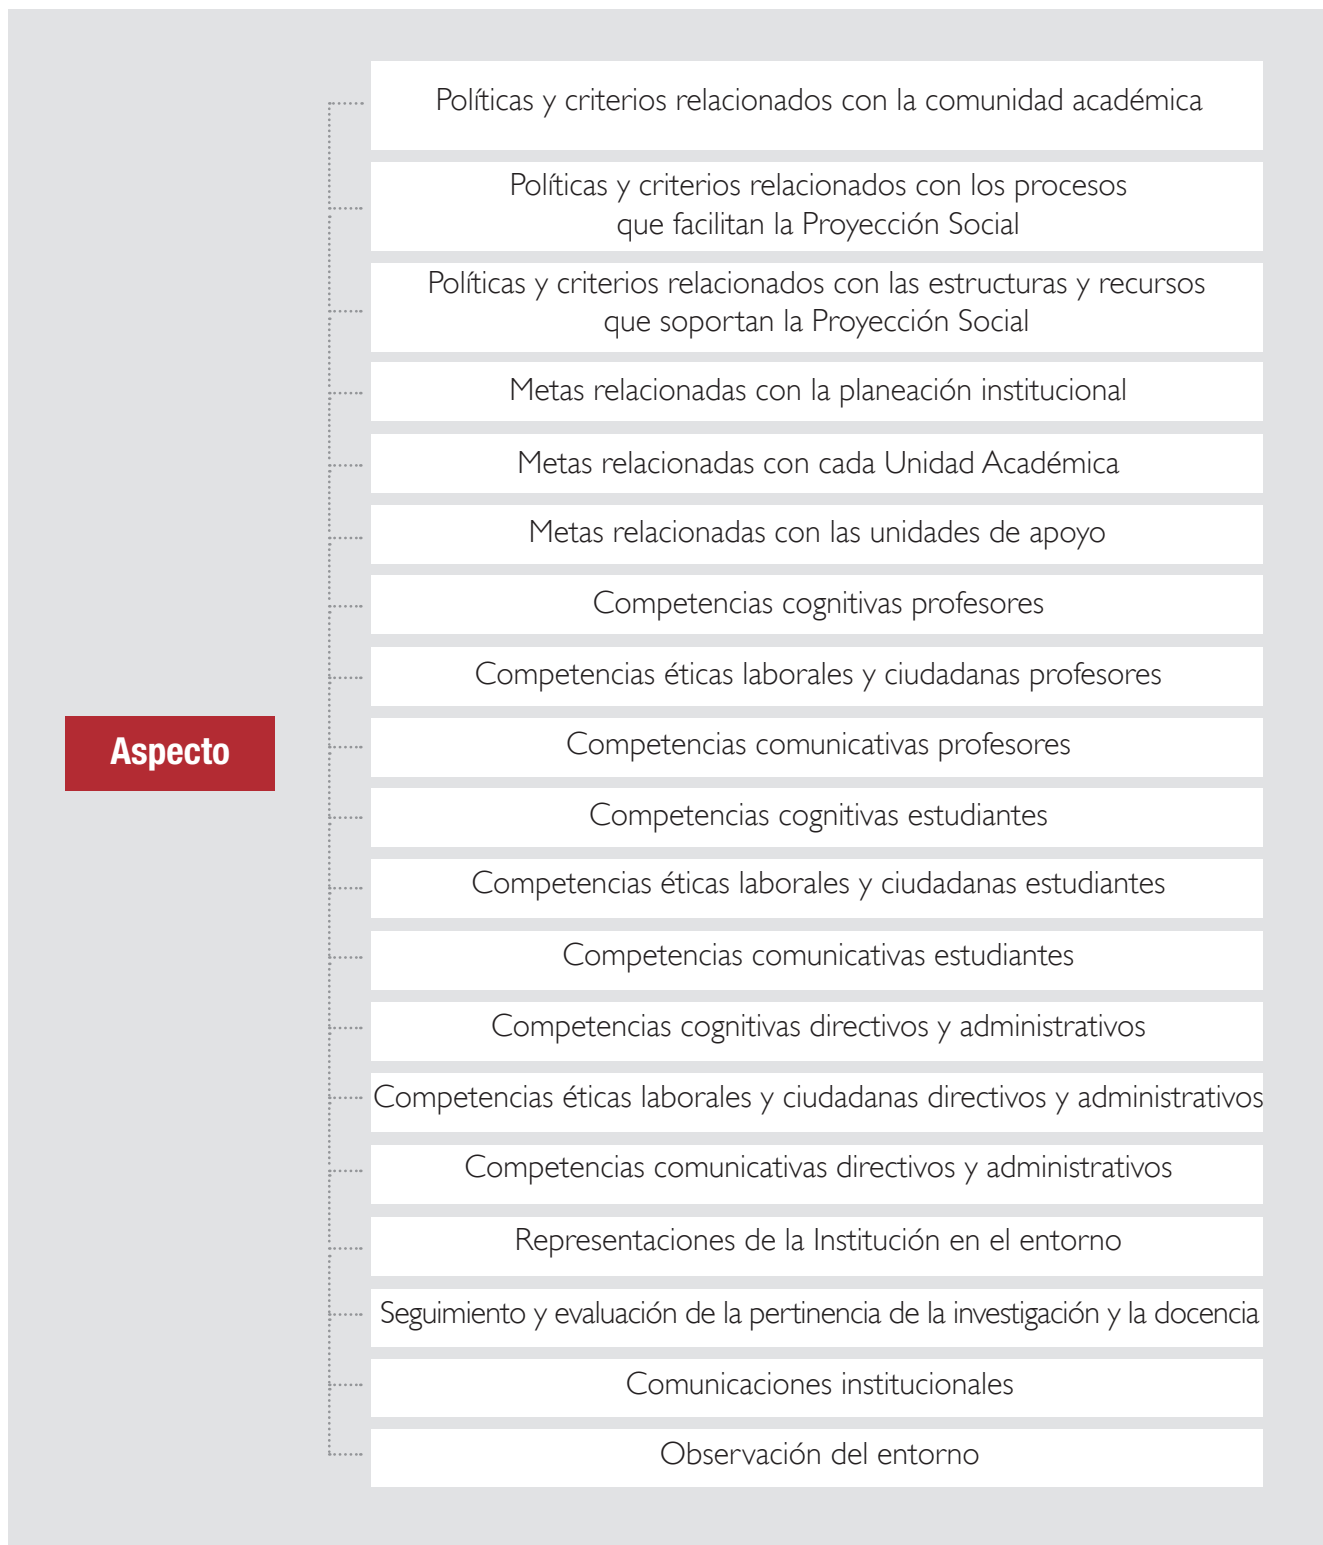 Políticas y criterios relacionados con la comunidad académica
Políticas y criterios relacionados con los procesos
que facilitan la Proyección Social
Políticas y criterios relacionados con las estructuras y recursos
que soportan la Proyección Social
Metas relacionadas con la planeación institucional
Metas relacionadas con cada Unidad Académica
Metas relacionadas con las unidades de apoyo
Competencias cognitivas profesores
Competencias éticas laborales y ciudadanas profesores
Aspecto
Competencias comunicativas profesores
Competencias cognitivas estudiantes
Competencias éticas laborales y ciudadanas estudiantes
Competencias comunicativas estudiantes
Competencias cognitivas directivos y administrativos
Competencias éticas laborales y ciudadanas directivos y administrativos
Competencias comunicativas directivos y administrativos
Representaciones de la Institución en el entorno
Seguimiento y evaluación de la pertinencia de la investigación y la docencia
Comunicaciones institucionales
Observación del entorno